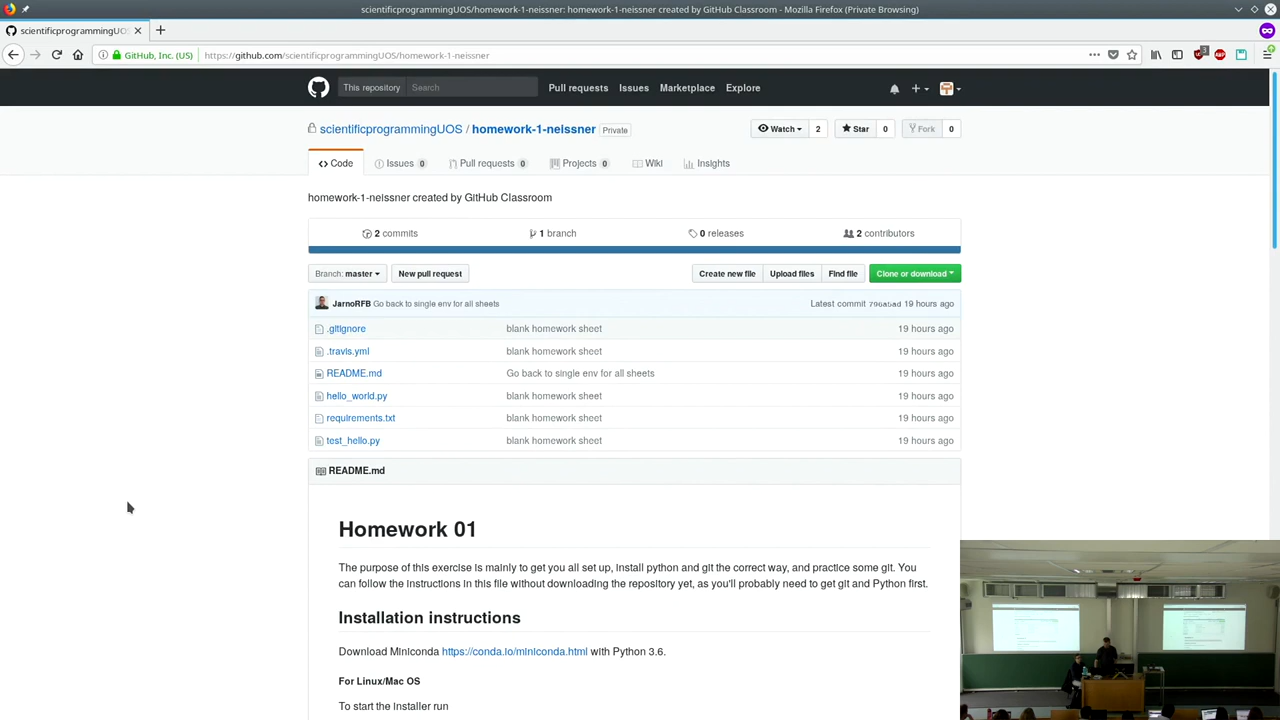 scientificprogrammingUOS/homework-1-neissner: homework-1-neissner created by GitHub Classroom - Mozilla Firefox (Private Browsing)
scientificprogrammingUO
GitHub, Inc. (US)
https://github.com/scientificprogrammingUOS/homework-1-neissner
3
ABP
This repository
Search
Pull requests
Issues
Marketplace
Explore
scientificprogrammingUOS / homework-1-neissner
Private
Watch 2
Star 0
Fork 0
Code
Issues 0
Pull requests 0
Projects 0
Wiki
Insights
homework-1-neissner created by GitHub Classroom
2 commits
1 branch
0 releases
2 contributors
Branch: master
New pull request
Create new file
Upload files
Find file
Clone or download
JarnoRFB Go back to single env for all sheets
Latest commit 796a5ad 19 hours ago
.gitignore blank homework sheet 19 hours ago
.travis.yml blank homework sheet 19 hours ago
README.md Go back to single env for all sheets 19 hours ago
hello_world.py blank homework sheet 19 hours ago
requirements.txt blank homework sheet 19 hours ago
test_hello.py blank homework sheet 19 hours ago
README.md
Homework 01
The purpose of this exercise is mainly to get you all set up, install python and git the correct way, and practice some git. You
can follow the instructions in this file without downloading the repository yet, as you'll probably need to get git and Python first.
Installation instructions
Download Miniconda https://conda.io/miniconda.html with Python 3.6.
For Linux/Mac OS
To start the installer run